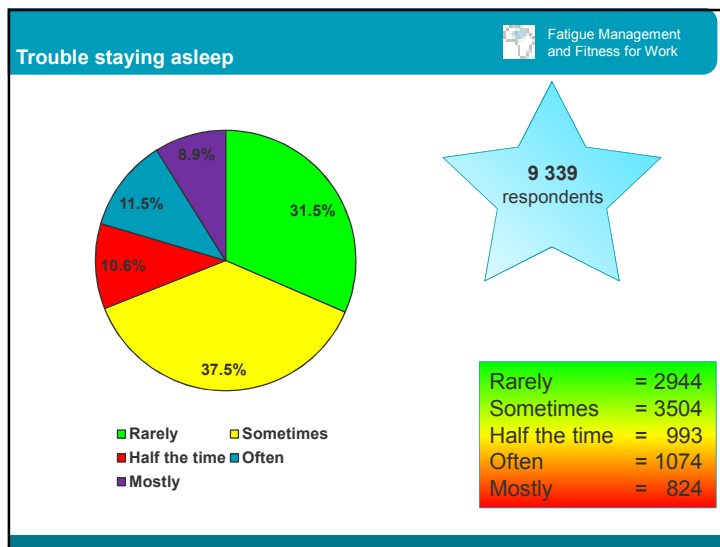 Trouble staying asleep
Fatigue Management
and Fitness for Work
8.9%
11.5%
31.5%
10.6%
37.5%
9 339
respondents
Rarely Sometimes
Half the time Often
Mostly
Rarely = 2944
Sometimes = 3504
Half the time = 993
Often = 1074
Mostly = 824